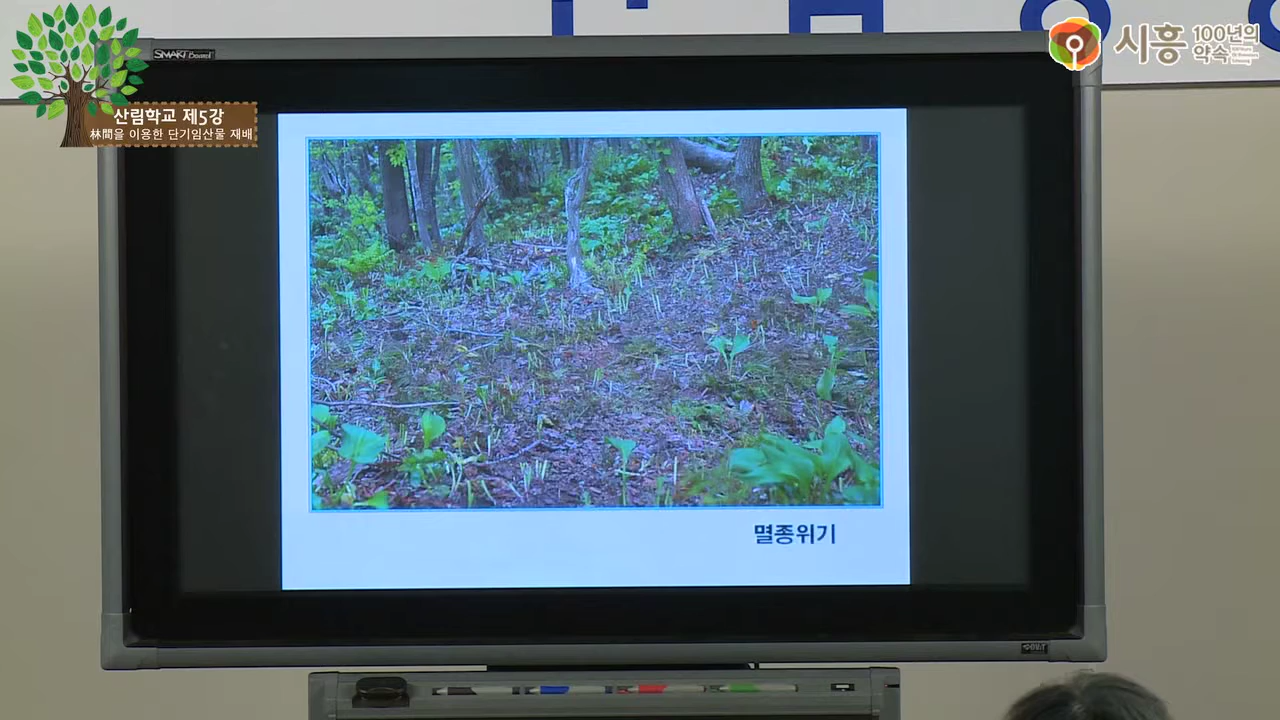 SMART Board
산림학교 제5강
林間을 이용한 단기임산물 재배
시흥
100년의
약속
멸종위기